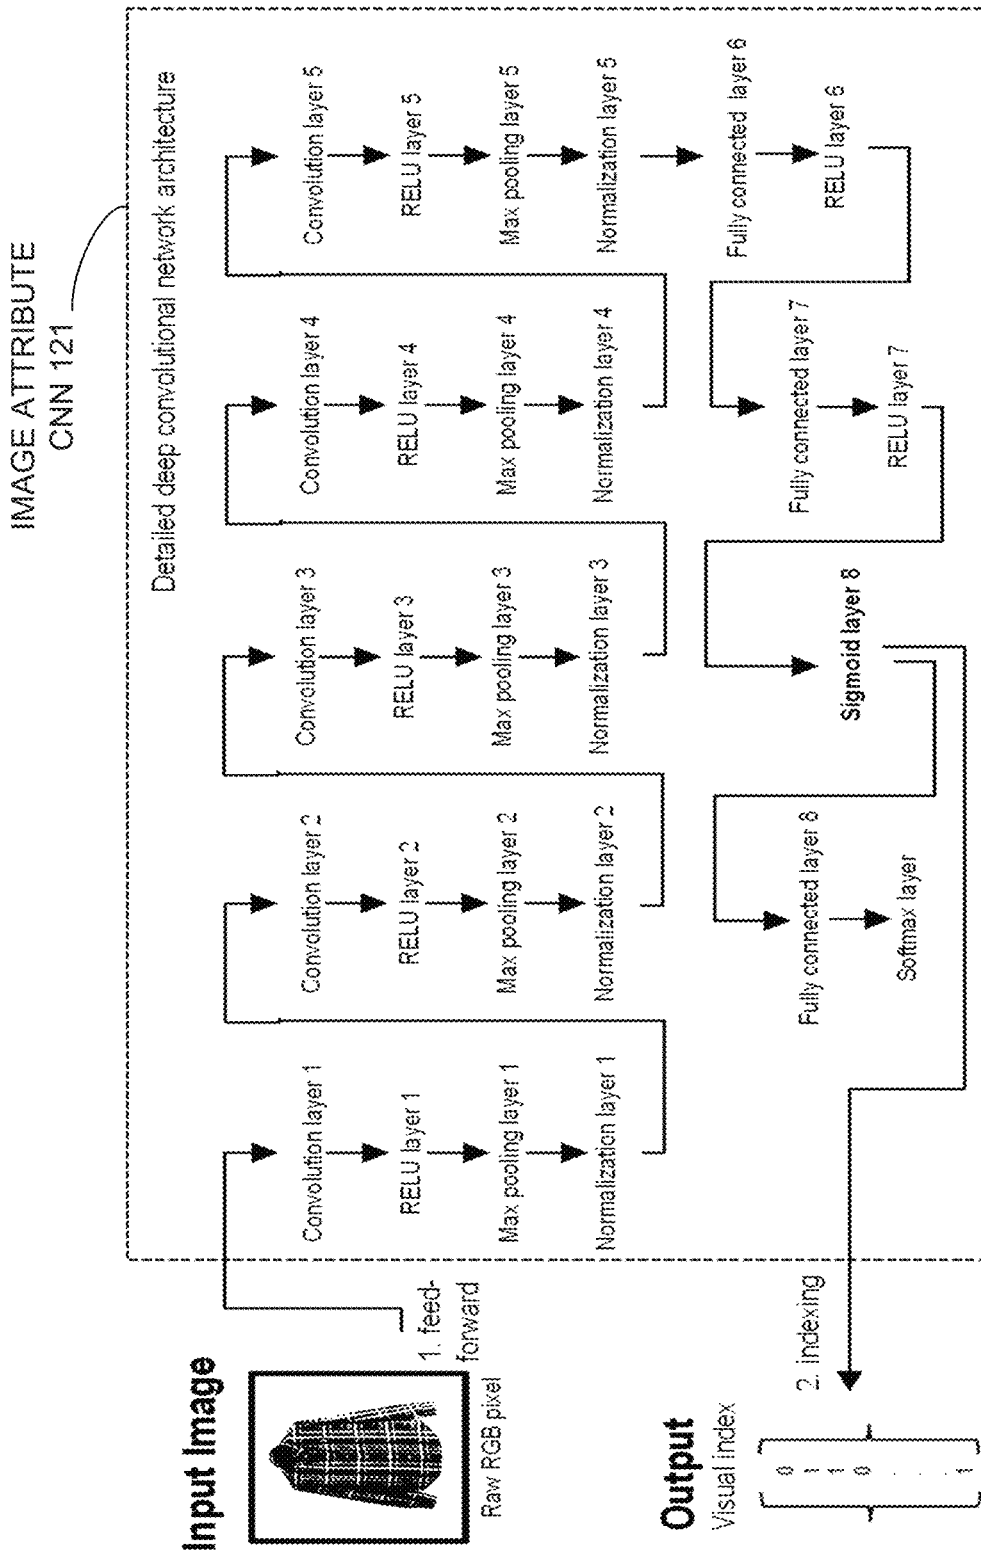 IMAGE ATTRIBUTE
CNN 121
Detailed deep convolutional network architecture
Input Image
Raw RGB pixel
1. feed-
forward
Convolution layer 1
RELU layer 1
Max pooling layer 1
Normalization layer 1
Convolution layer 2
RELU layer 2
Max pooling layer 2
Normalization layer 2
Convolution layer 3
RELU layer 3
Max pooling layer 3
Normalization layer 3
Convolution layer 4
RELU layer 4
Max pooling layer 4
Normalization layer 4
Convolution layer 5
RELU layer 5
Max pooling layer 5
Normalization layer 5
Fully connected layer 6
RELU layer 6
Fully connected layer 7
RELU layer 7
Sigmoid layer 8
Fully connected layer 8
Softmax layer
2. indexing
Output
Visual index
0
1
1
0
.
.
.
1